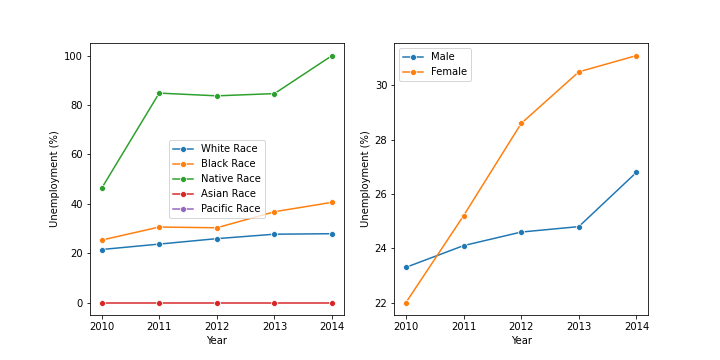 100
80
60
40
20
0
Unemployment (%)
White Race
Black Race
Native Race
Asian Race
Pacific Race
2010 2011 2012 2013 2014
Year
30
28
26
24
22
Unemployment (%)
Male
Female
2010 2011 2012 2013 2014
Year